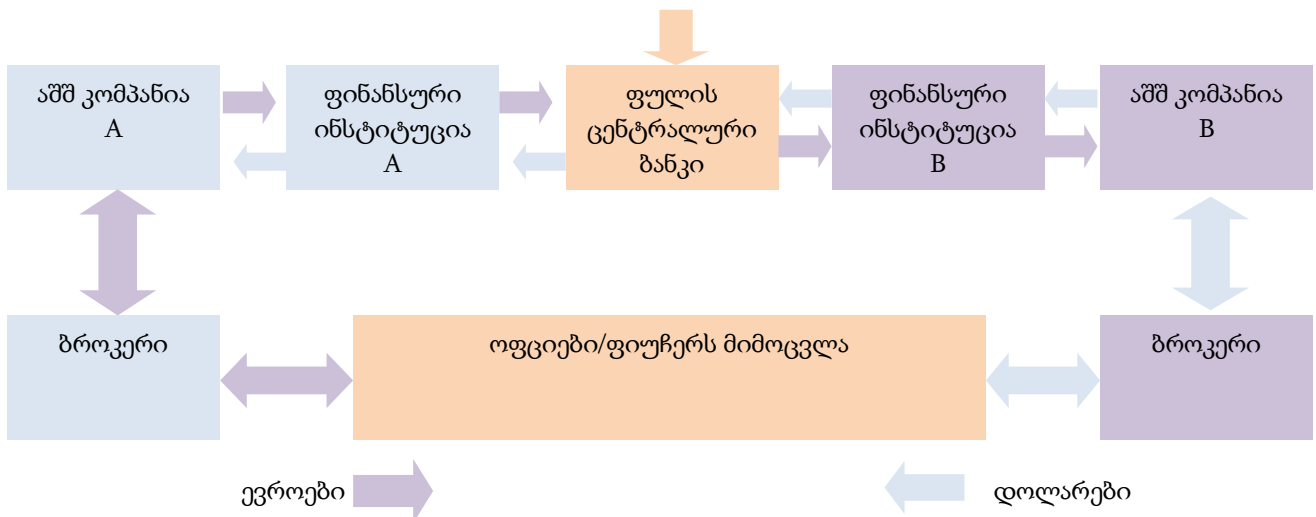 აშშ კომპანია
A
ფინანსური
ინსტიტუცია
A
ფულის
ცენტრალური
ბანკი
ფინანსური
ინსტიტუცია
B
აშშ კომპანია
B
ბროკერი
ოფციები/ფიუჩერს მიმოცვლა
ბროკერი
ევროები
დოლარები